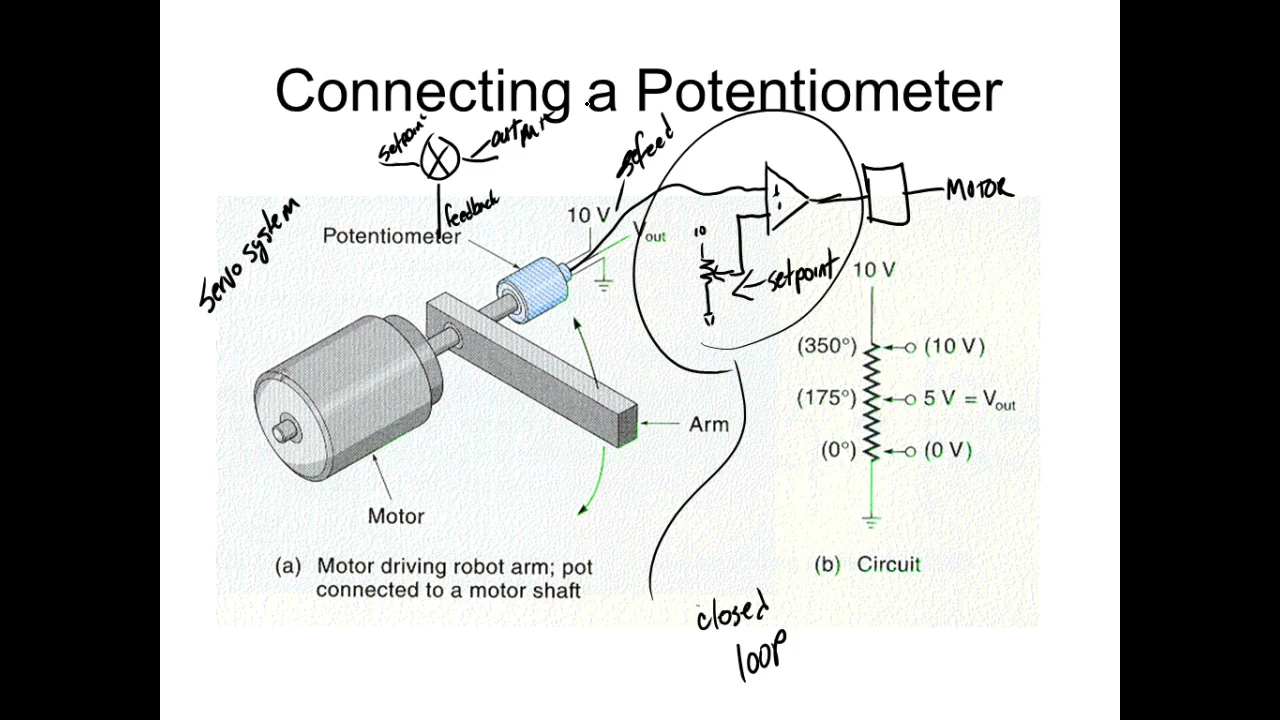 Connecting a Potentiometer
setpoint
output
feedback
Servo system
10 V
Vout
Potentiometer
MOTOR
10
setpoint
10 V
(350°) (10 V)
(175°) 5 V = Vout
(0°) (0 V)
Arm
Motor
(a) Motor driving robot arm; pot
connected to a motor shaft
(b) Circuit
closed
loop